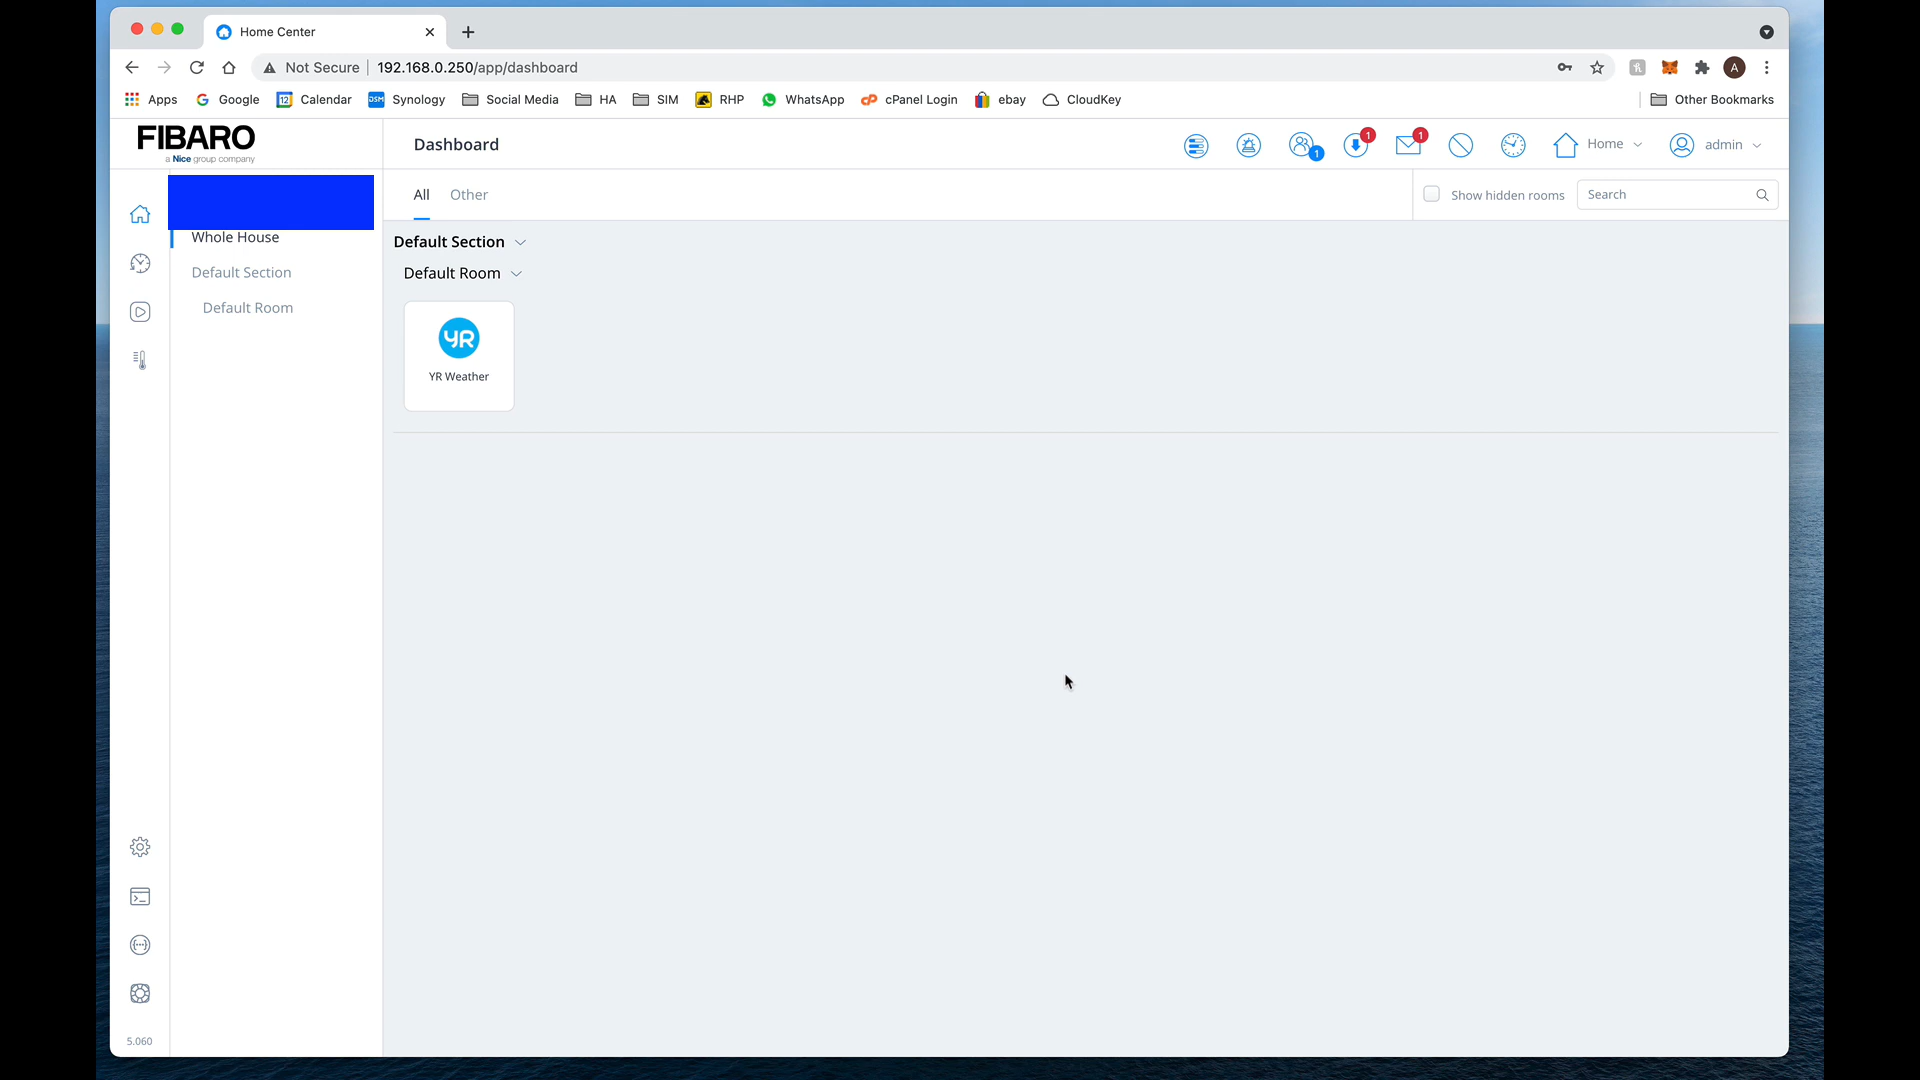 Home Center
Not Secure
192.168.0.250/app/dashboard
A
Apps
Google
12
Calendar
DSM
Synology
Social Media
HA
SIM
RHP
WhatsApp
cP
cPanel Login
ebay
CloudKey
Other Bookmarks
FIBARO
a Nice group company
Dashboard
1
1
1
Home
admin
All
Other
Show hidden rooms
Search
Whole House
Default Section
Default Room
Default Section
Default Room
YR
YR Weather
5.060